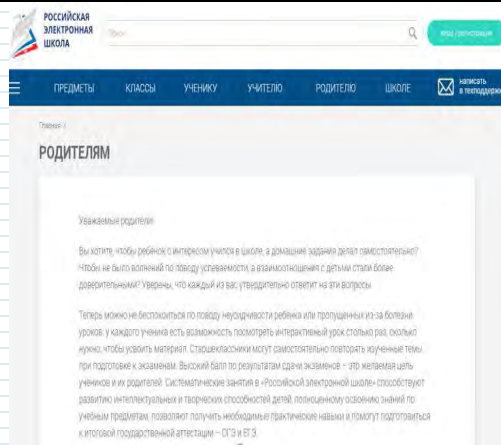 РОССИЙСКАЯ
ЭЛЕКТРОННАЯ
ШКОЛА
Поиск
ПРЕДМЕТЫ КЛАССЫ УЧЕНИКУ УЧИТЕЛЮ РОДИТЕЛЮ ШКОЛЕ
написать
в техподдержк
Главная /
РОДИТЕЛЯМ
Уважаемые родители!
Вы хотите, чтобы ребенок с интересом учился в школе, а домашние задания делал самостоятельно?
Чтобы не было волнений по поводу успеваемости, а взаимоотношения с детьми стали более
доверительными? Уверены, что каждый из вас утвердительно ответит на эти вопросы.
Теперь можно не беспокоиться по поводу неусидчивости ребенка или пропущенных из-за болезни
уроков: у каждого ученика есть возможность посмотреть интерактивный урок столько раз, сколько
нужно, чтобы усвоить материал. Старшеклассники могут самостоятельно повторять изученные темы
при подготовке к экзаменам. Высокий балл по результатам сдачи экзаменов – это желаемая цель
учеников и их родителей. Систематические занятия в «Российской электронной школе» способствуют
развитию интеллектуальных и творческих способностей детей, полноценному освоению знаний по
учебным предметам, позволяют получить необходимые практические навыки и помогут подготовиться
к итоговой государственной аттестации – ОГЭ и ЕГЭ.